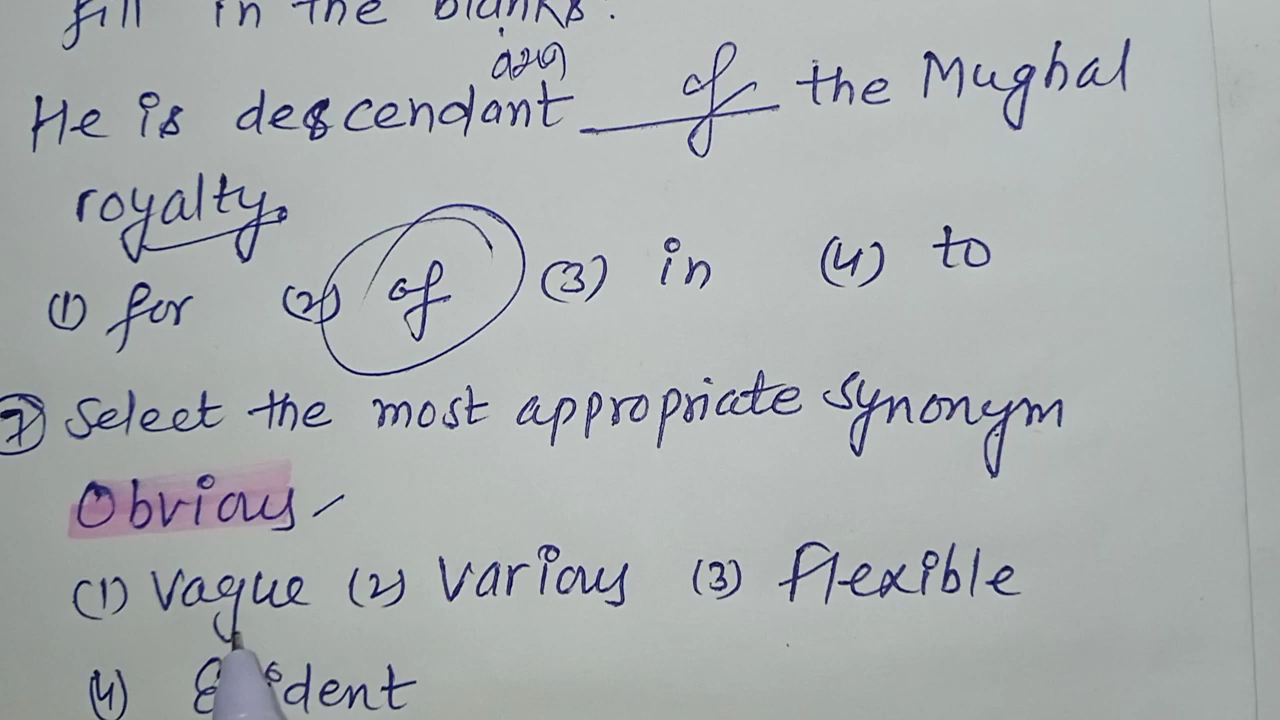 fill in the blanks.
He is descendant of the Mughal
royalty.
(1) for (2) of (3) in (4) to
7) Select the most appropriate synonym
Obvious
(1) Vague (2) Various (3) flexible
(4)